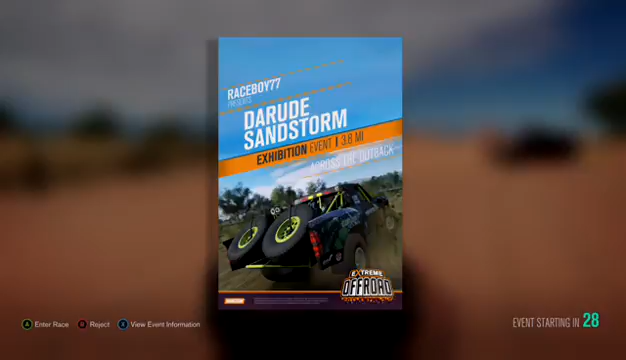 RACEBOY77
PRESENTS
DARUDE
SANDSTORM
EXHIBITION EVENT | 3.8 MI
ACROSS THE OUTBACK
EXTREME
OFFROAD
HORIZON
A Enter Race B Reject X View Event Information
EVENT STARTING IN 28